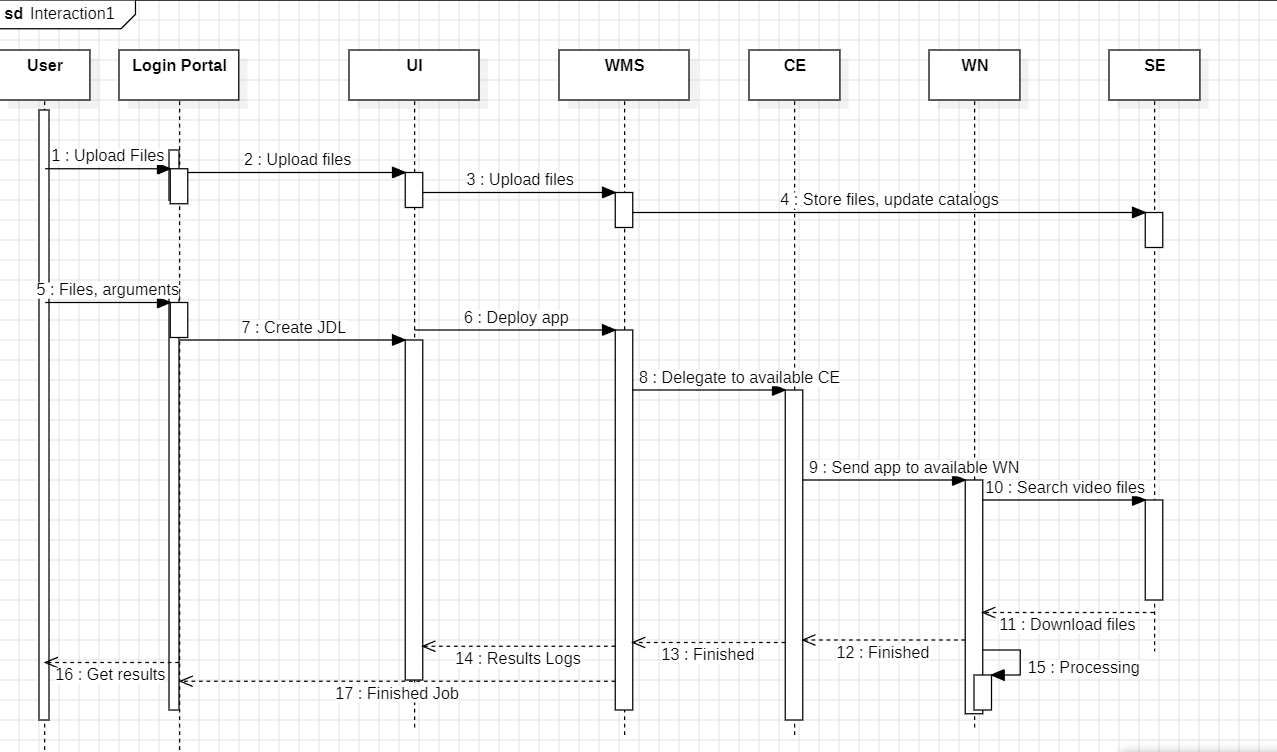 sd Interaction1
User
Login Portal
UI
WMS
CE
WN
SE
1 : Upload Files
2 : Upload files
3 : Upload files
4 : Store files, update catalogs
5 : Files, arguments
6 : Deploy app
7 : Create JDL
8 : Delegate to available CE
9 : Send app to available WN
10 : Search video files
11 : Download files
12 : Finished
13 : Finished
14 : Results Logs
15 : Processing
16 : Get results
17 : Finished Job